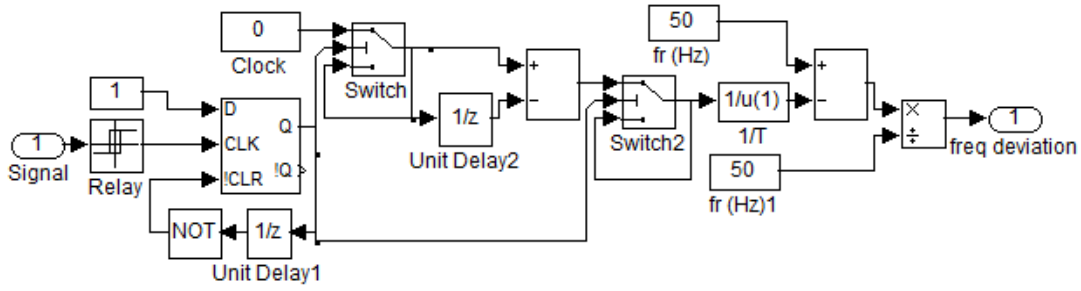 0
Clock
Switch
50
fr (Hz)
+
−
1
D
CLK
!CLR
Q
!Q
1
Signal
Relay
NOT
1/z
Unit Delay1
1/z
Unit Delay2
+
−
Switch2
1/u(1)
1/T
50
fr (Hz)1
×
÷
1
freq deviation